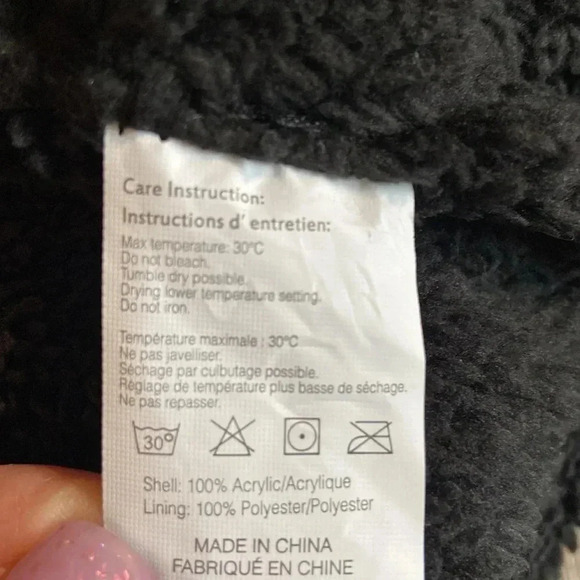 Care Instruction:
Instructions d' entretien:
Max temperature: 30°C
Do not bleach.
Tumble dry possible.
Drying lower temperature setting.
Do not iron.
Température maximale : 30°C
Ne pas javelliser.
Séchage par culbutage possible.
Réglage de température plus basse de séchage.
Ne pas repasser.
30°
Shell: 100% Acrylic/Acrylique
Lining: 100% Polyester/Polyester
MADE IN CHINA
FABRIQUÉ EN CHINE